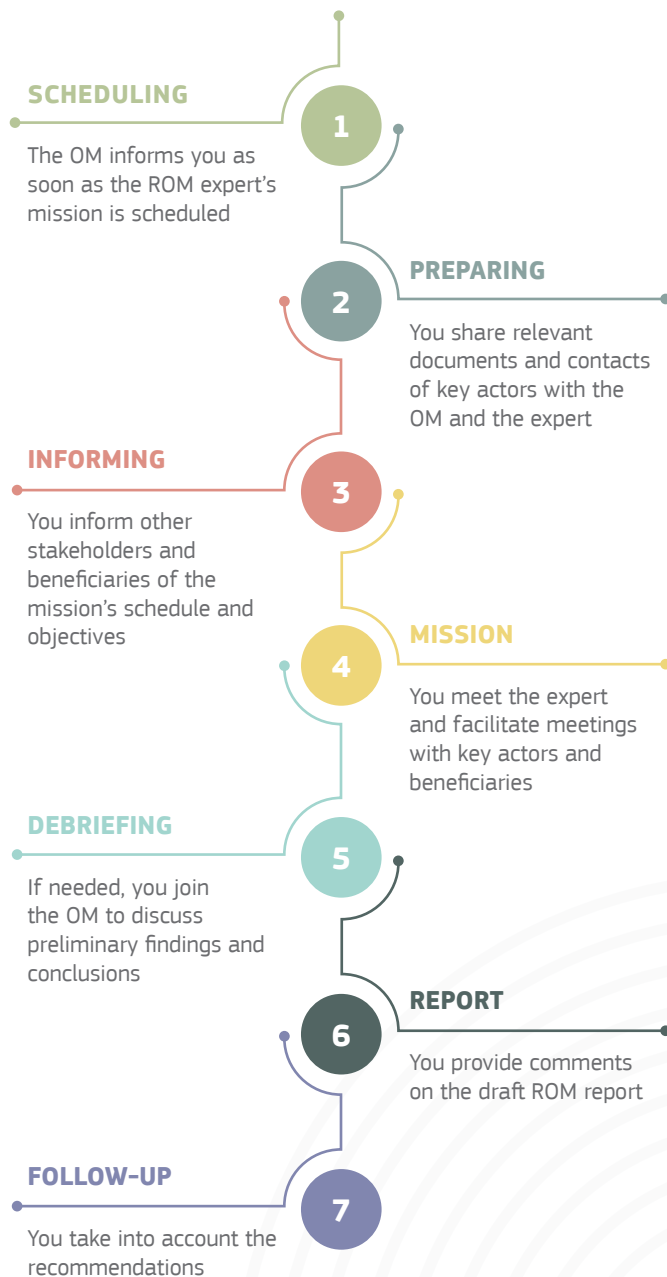 SCHEDULING
1
The OM informs you as
soon as the ROM expert’s
mission is scheduled
PREPARING
2
You share relevant
documents and contacts
of key actors with the
OM and the expert
INFORMING
3
You inform other
stakeholders and
beneficiaries of the
mission’s schedule and
objectives
MISSION
4
You meet the expert
and facilitate meetings
with key actors and
beneficiaries
DEBRIEFING
5
If needed, you join
the OM to discuss
preliminary findings and
conclusions
REPORT
6
You provide comments
on the draft ROM report
FOLLOW-UP
7
You take into account the
recommendations